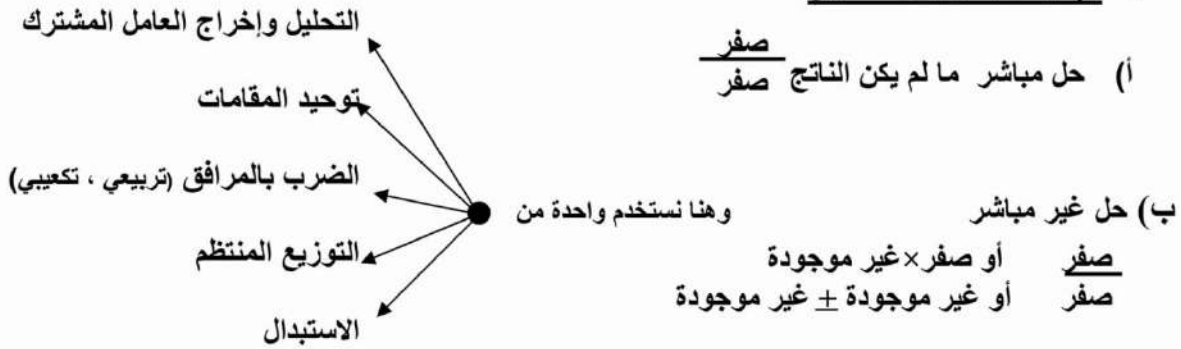 أ) حل مباشر ما لم يكن الناتج صفر / صفر
ب) حل غير مباشر
صفر / صفر أو صفر×غير موجودة
أو غير موجودة ± غير موجودة
وهنا نستخدم واحدة من
التحليل وإخراج العامل المشترك
توحيد المقامات
الضرب بالمرافق (تربيعي ، تكعيبي)
التوزيع المنتظم
الاستبدال